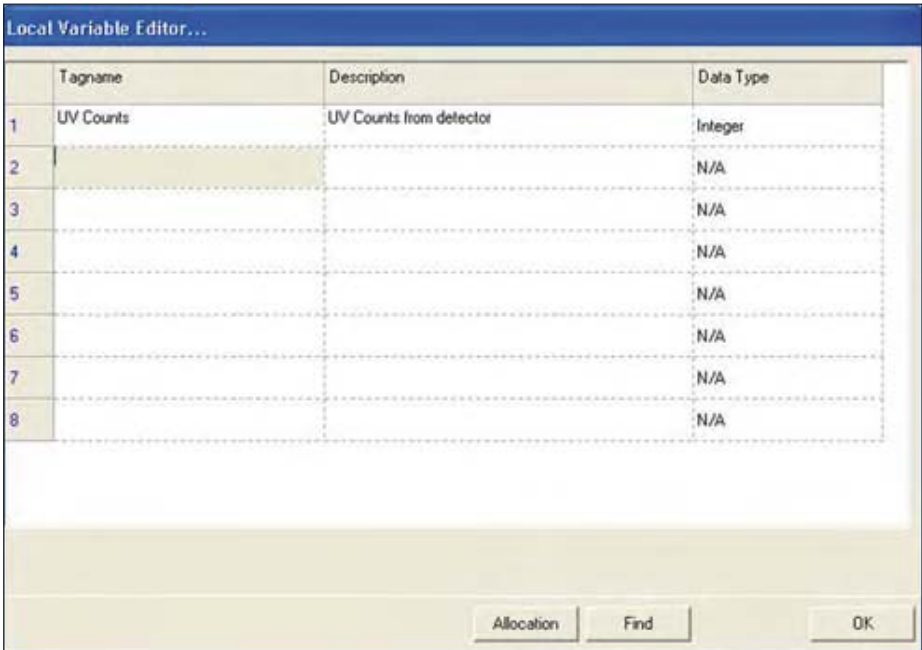 Local Variable Editor...
Tagname Description Data Type
1 UV Counts UV Counts from detector Integer
2 N/A
3 N/A
4 N/A
5 N/A
6 N/A
7 N/A
8 N/A
Allocation Find OK